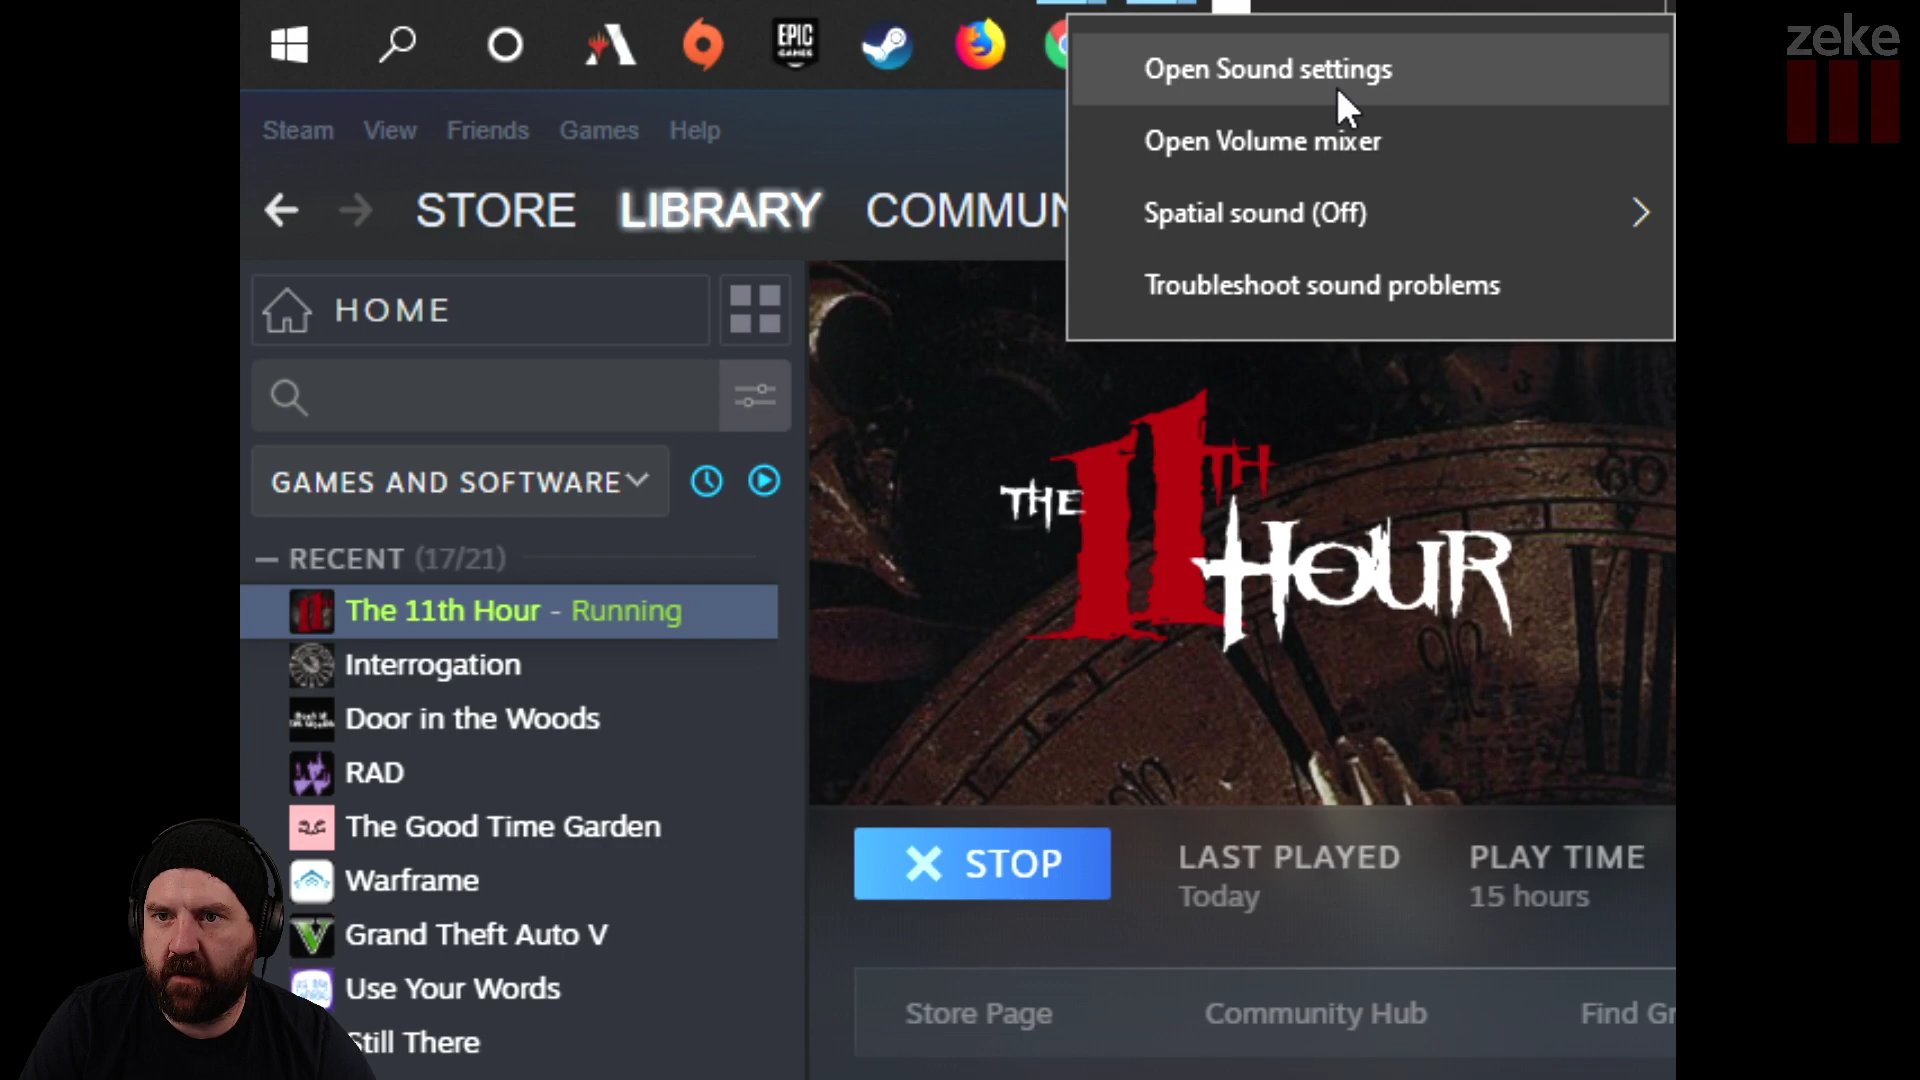 zeke
III
EPIC
GAMES
Open Sound settings
Open Volume mixer
Spatial sound (Off)
Troubleshoot sound problems
Steam View Friends Games Help
STORE LIBRARY COMMUN
HOME
GAMES AND SOFTWARE
— RECENT (17/21)
The 11th Hour - Running
Interrogation
Door in the Woods
RAD
The Good Time Garden
Warframe
Grand Theft Auto V
Use Your Words
Still There
THE 11TH HOUR
60
STOP
LAST PLAYED
Today
PLAY TIME
15 hours
Store Page Community Hub Find Gr